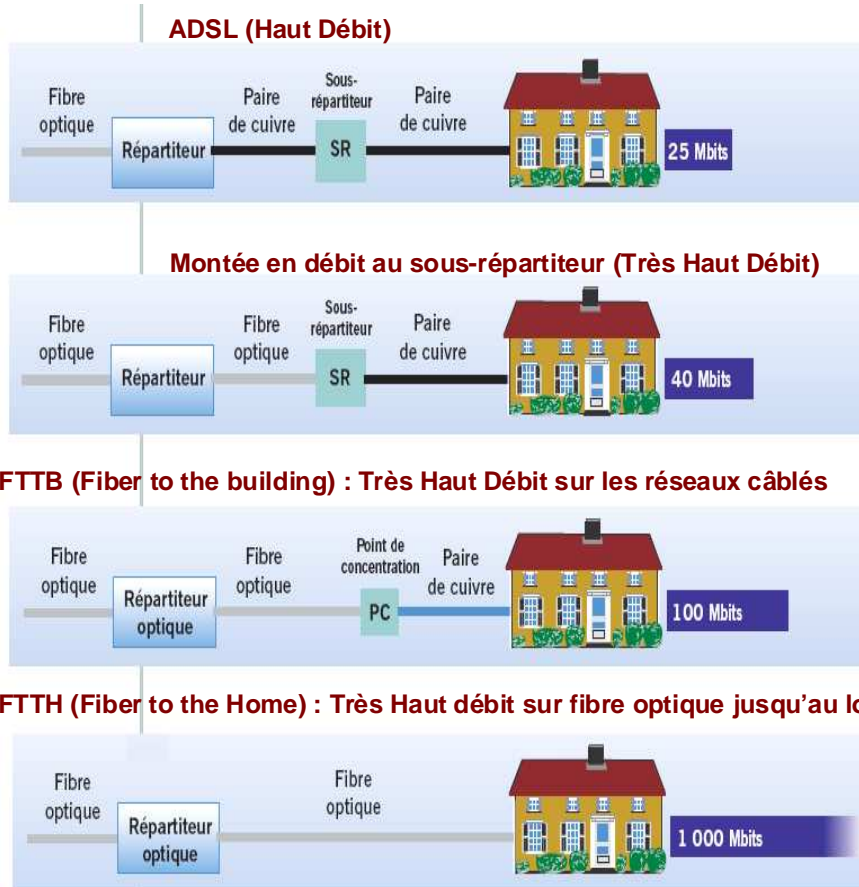 ADSL (Haut Débit)
Fibre
optique
Répartiteur
Paire
de cuivre
Sous-
répartiteur
SR
Paire
de cuivre
25 Mbits
Montée en débit au sous-répartiteur (Très Haut Débit)
Fibre
optique
Répartiteur
Fibre
optique
Sous-
répartiteur
SR
Paire
de cuivre
40 Mbits
FTTB (Fiber to the building) : Très Haut Débit sur les réseaux câblés
Fibre
optique
Répartiteur
optique
Fibre
optique
Point de
concentration
PC
Paire
de cuivre
100 Mbits
FTTH (Fiber to the Home) : Très Haut débit sur fibre optique jusqu’au lo
Fibre
optique
Répartiteur
optique
Fibre
optique
1 000 Mbits